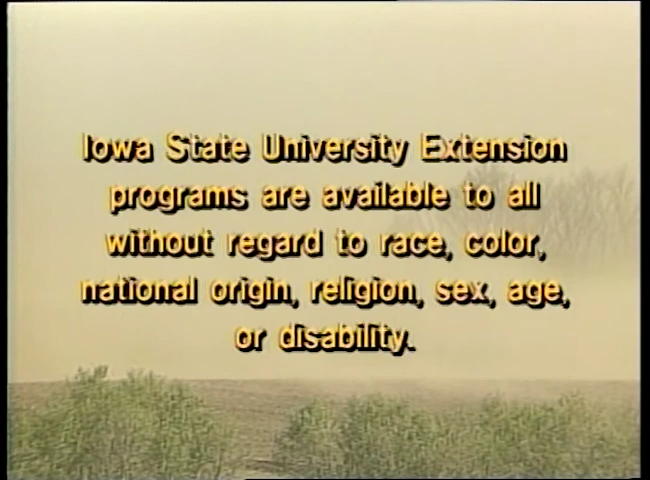 Iowa State University Extension
programs are available to all
without regard to race, color,
national origin, religion, sex, age,
or disability.